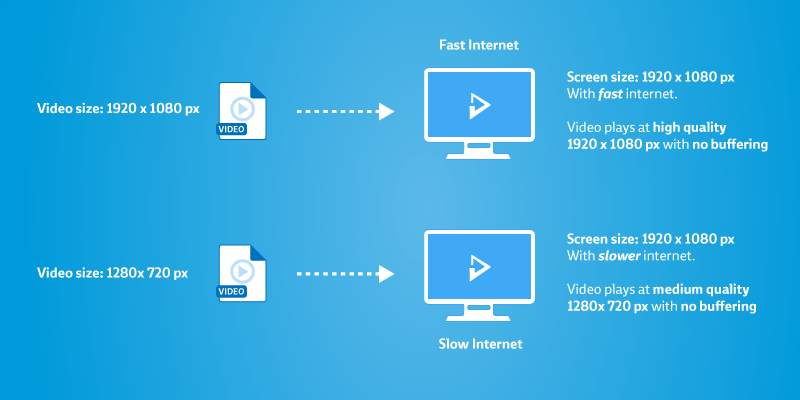 Fast Internet
Video size: 1920 x 1080 px
VIDEO
Screen size: 1920 x 1080 px
With fast internet.
Video plays at high quality
1920 x 1080 px with no buffering
Video size: 1280x 720 px
VIDEO
Screen size: 1920 x 1080 px
With slower internet.
Video plays at medium quality
1280x 720 px with no buffering
Slow Internet